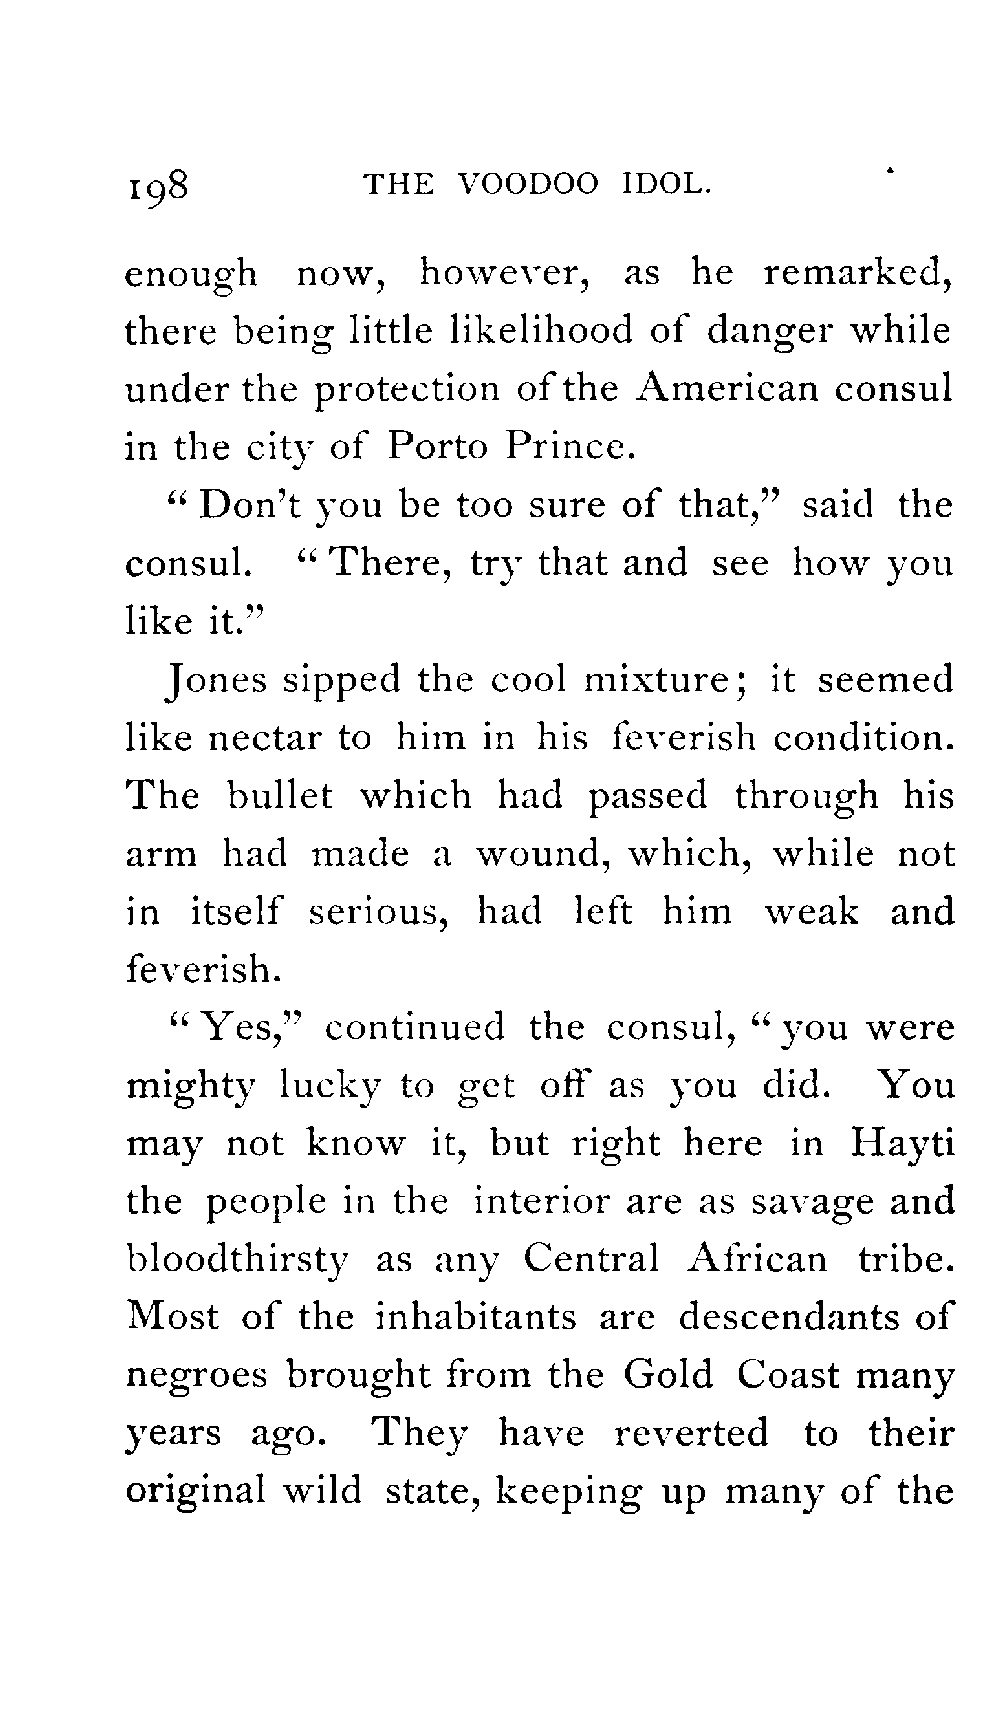 198 THE VOODOO IDOL.
enough now, however, as he remarked,
there being little likelihood of danger while
under the protection of the American consul
in the city of Porto Prince.
“Don’t you be too sure of that,” said the
consul. “There, try that and see how you
like it.”
Jones sipped the cool mixture; it seemed
like nectar to him in his feverish condition.
The bullet which had passed through his
arm had made a wound, which, while not
in itself serious, had left him weak and
feverish.
“Yes,” continued the consul, “you were
mighty lucky to get off as you did. You
may not know it, but right here in Hayti
the people in the interior are as savage and
bloodthirsty as any Central African tribe.
Most of the inhabitants are descendants of
negroes brought from the Gold Coast many
years ago. They have reverted to their
original wild state, keeping up many of the